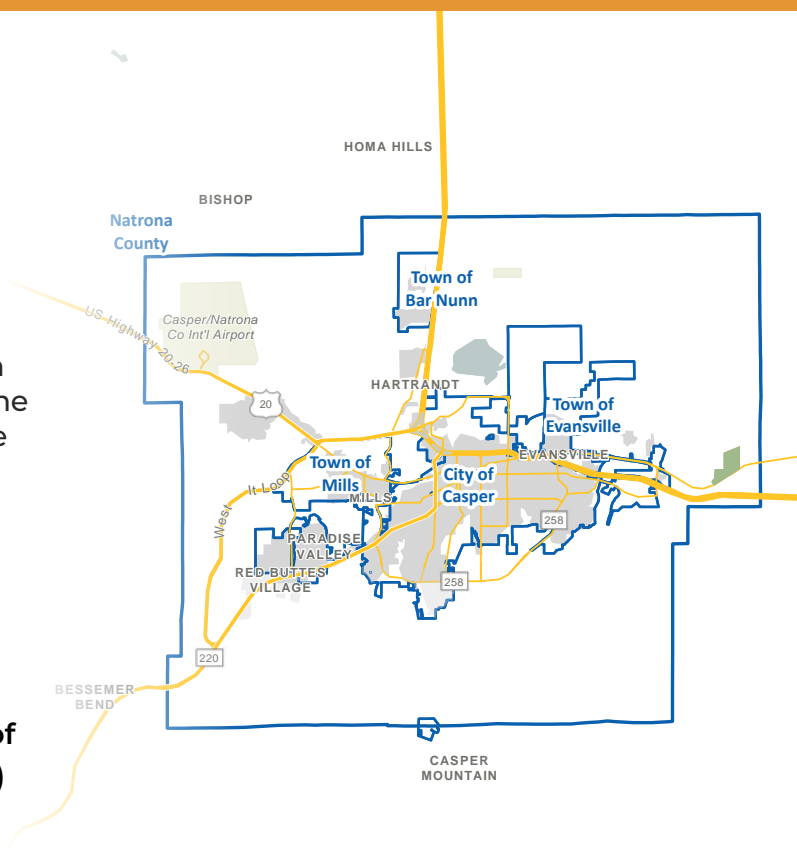 HOMA HILLS
BISHOP
Natrona
County
Town of
Bar Nunn
US Highway 20-26
Casper/Natrona
Co Int'l Airport
HARTRANDT
20
Town of
Evansville
EVANSVILLE
Town of
Mills
MILLS
City of
Casper
West
It Loop
258
PARADISE
VALLEY
RED BUTTES
VILLAGE
258
220
BESSEMER
BEND
CASPER
MOUNTAIN
of
)